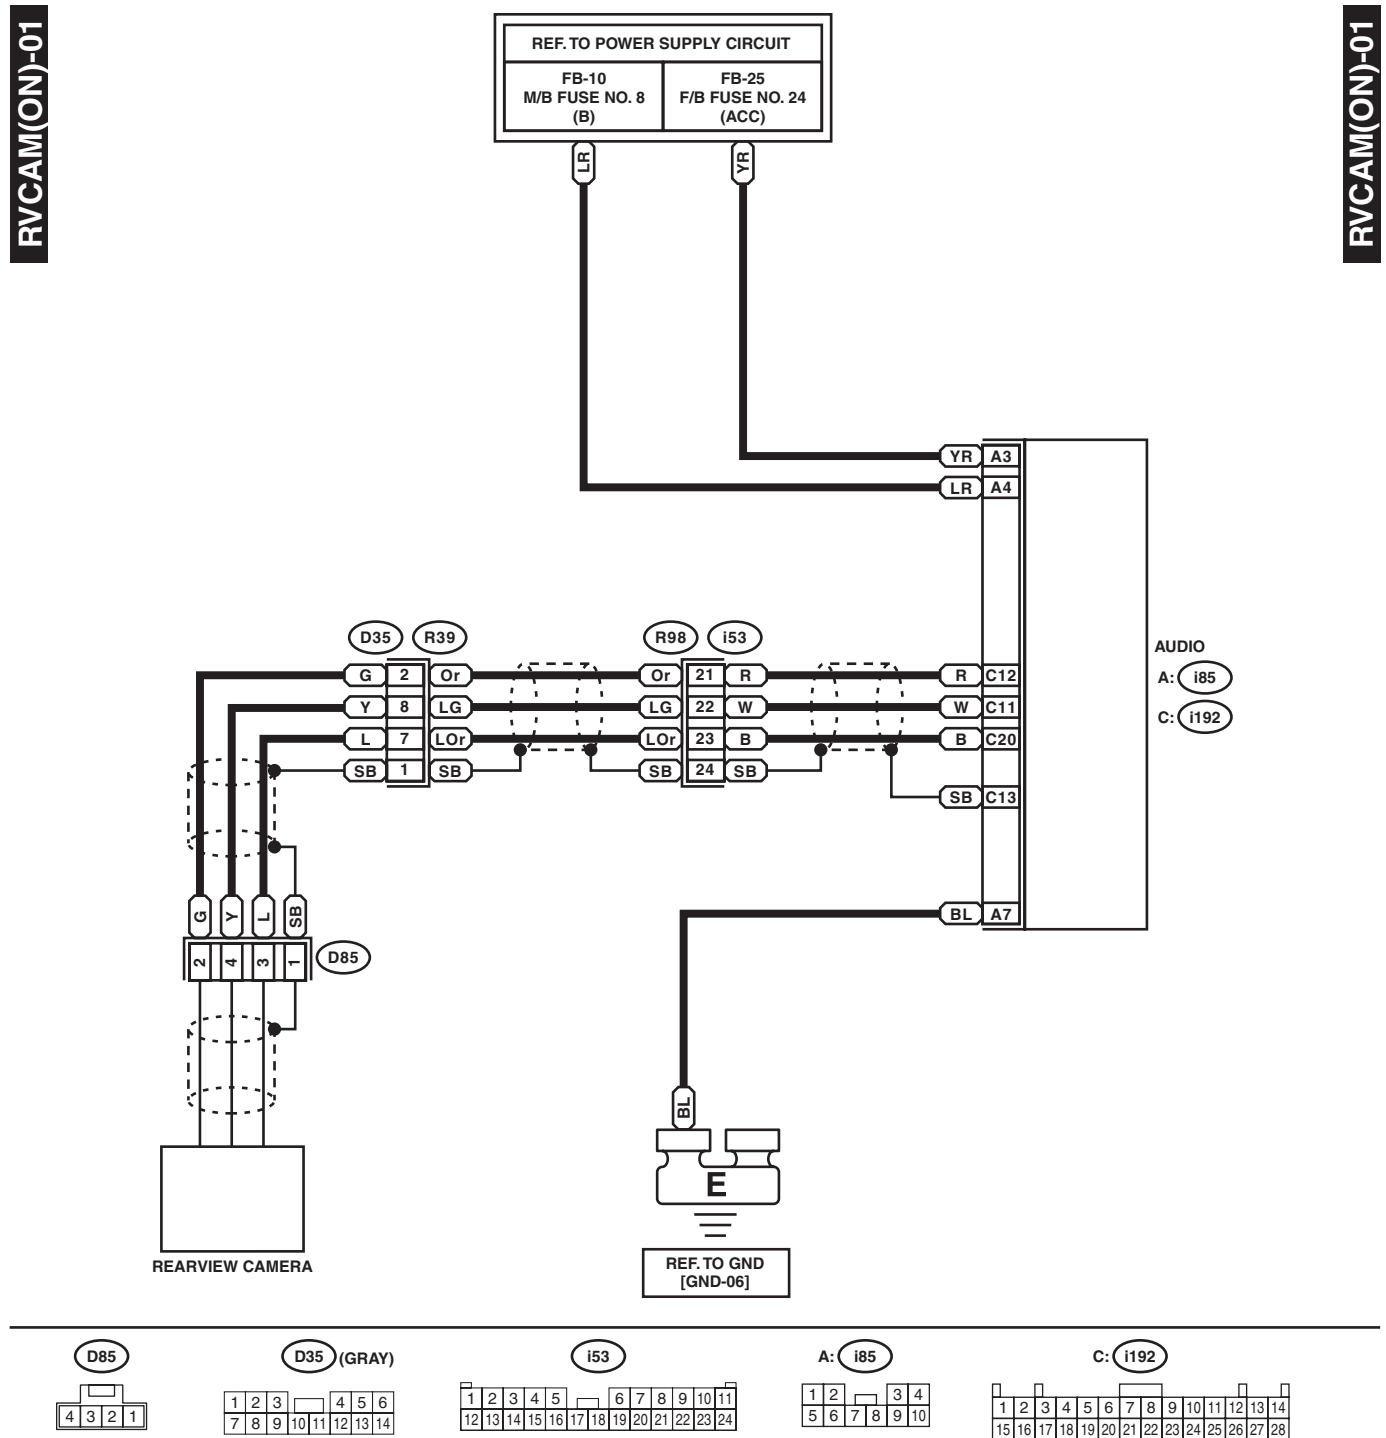 RVCAM(ON)-01
RVCAM(ON)-01
REF. TO POWER SUPPLY CIRCUIT
FB-10
M/B FUSE NO. 8
(B)
FB-25
F/B FUSE NO. 24
(ACC)
LR
YR
YR A3
LR A4
D35 R39 R98 i53
AUDIO
A: i85
C: i192
G 2 Or Or 21 R R C12
Y 8 LG LG 22 W W C11
L 7 LOr LOr 23 B B C20
SB 1 SB SB 24 SB
SB C13
G Y L SB
BL A7
2 4 3 1
D85
BL
E
REARVIEW CAMERA
REF. TO GND
[GND-06]
D85
4 3 2 1
D35 (GRAY)
1 2 3 4 5 6
7 8 9 10 11 12 13 14
i53
1 2 3 4 5 6 7 8 9 10 11
12 13 14 15 16 17 18 19 20 21 22 23 24
A: i85
1 2 3 4
5 6 7 8 9 10
C: i192
1 2 3 4 5 6 7 8 9 10 11 12 13 14
15 16 17 18 19 20 21 22 23 24 25 26 27 28